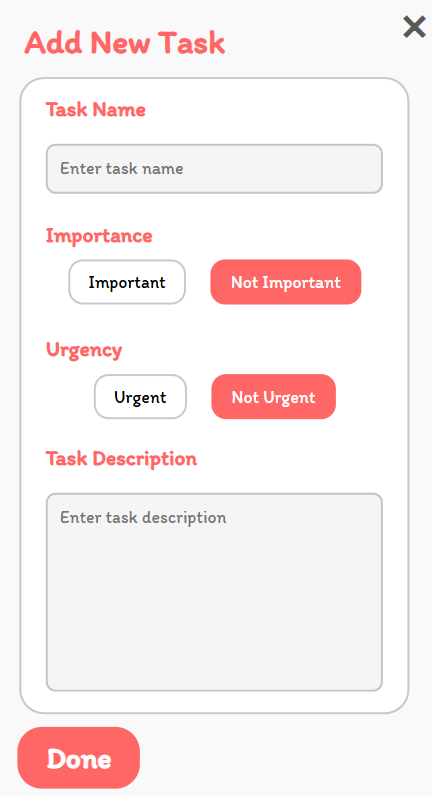 Add New Task
Task Name
Enter task name
Importance
Important Not Important
Urgency
Urgent Not Urgent
Task Description
Enter task description
Done